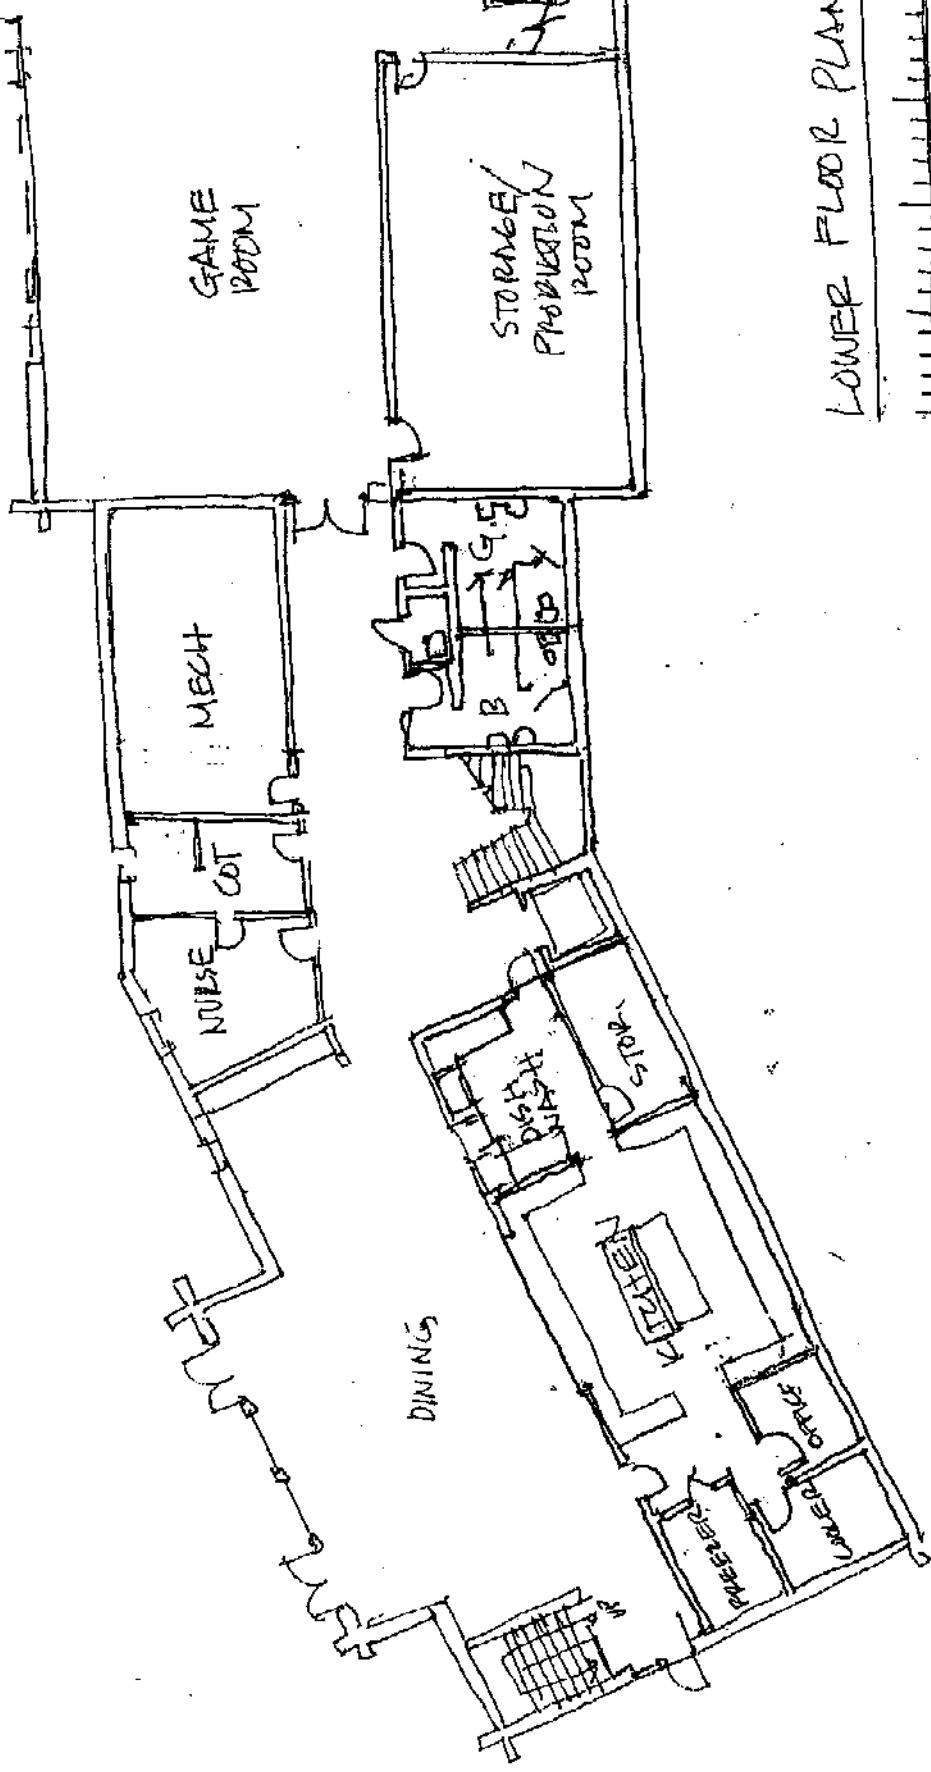 GAME
ROOM
STORAGE/
PRODUCTION
ROOM
LOWER FLOOR PLAN
MECH
G.
B
COT
NURSE
DISH
WASH
STOR.
KITCHEN
DINING
OFFICE
COOLER
FREEZER
UP